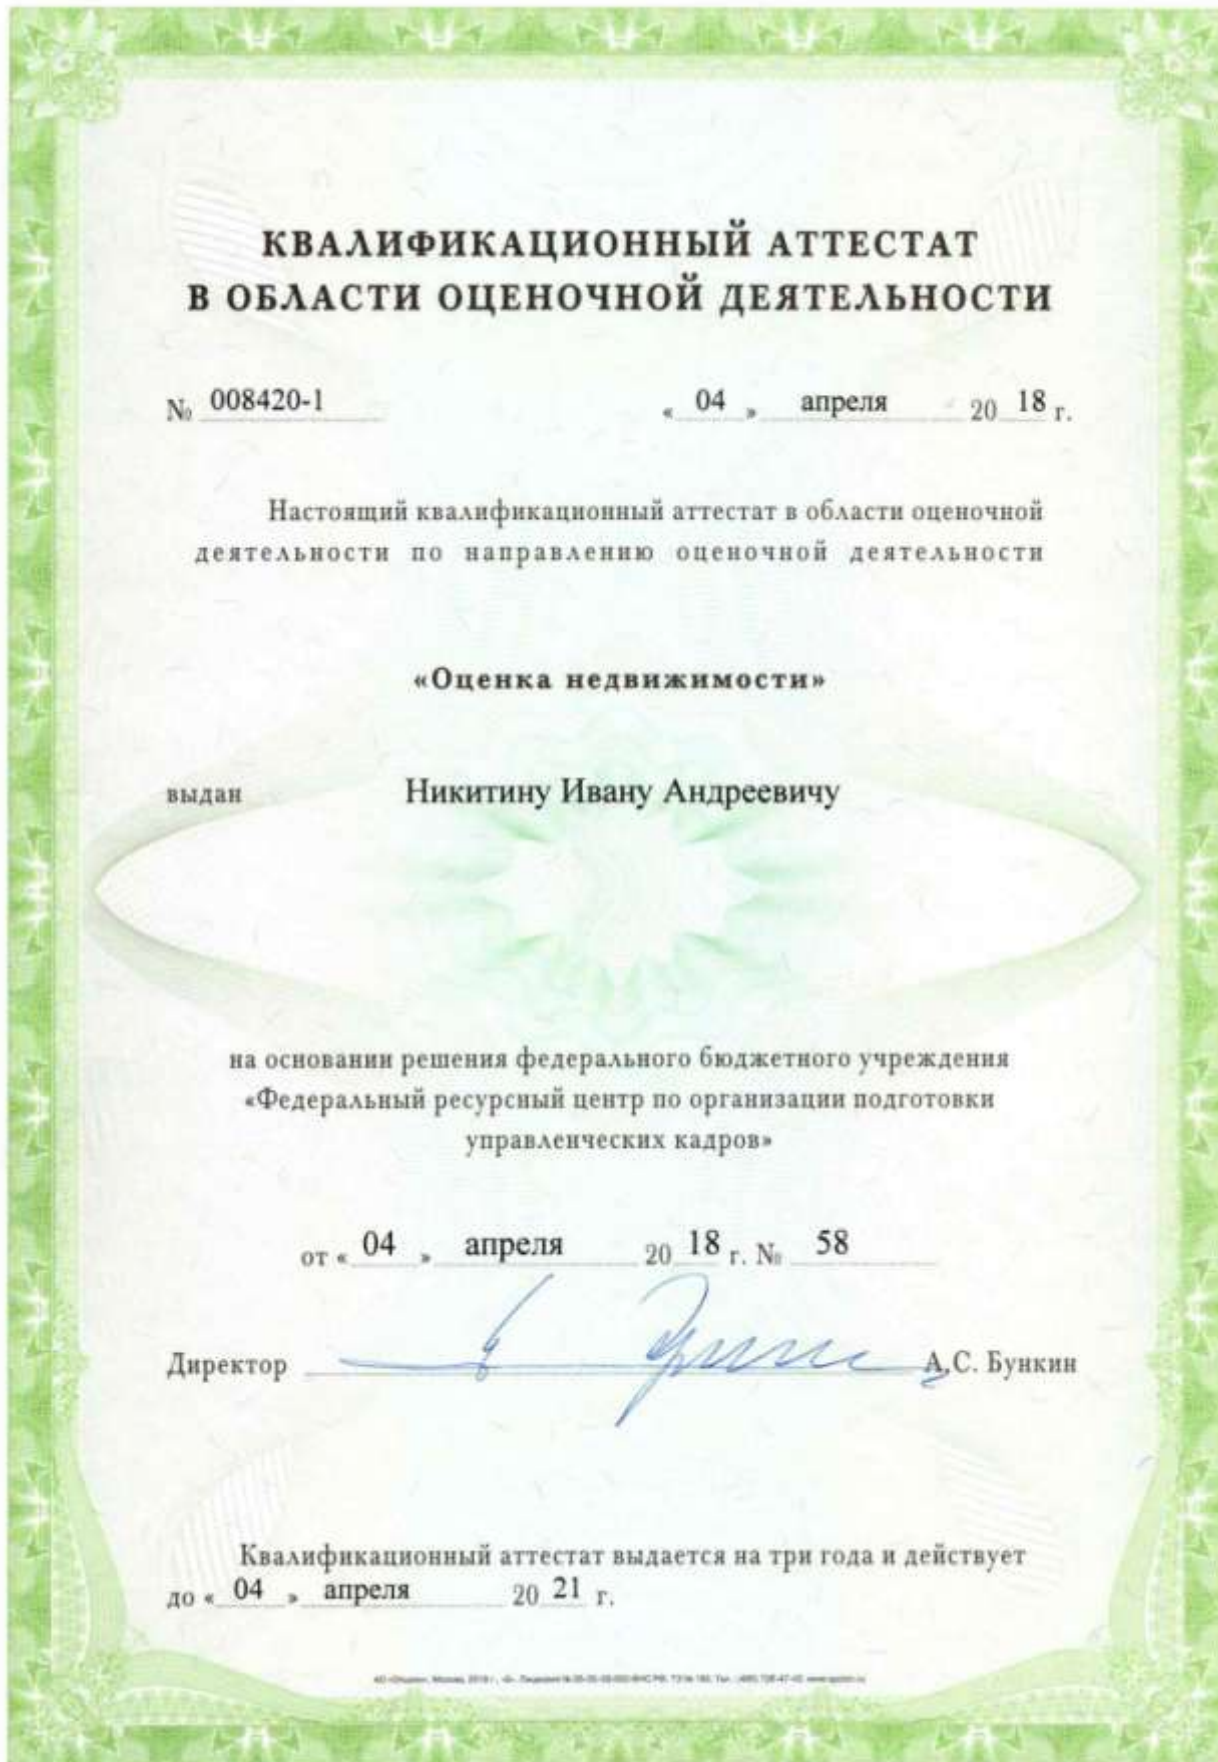 КВАЛИФИКАЦИОННЫЙ АТТЕСТАТ
В ОБЛАСТИ ОЦЕНОЧНОЙ ДЕЯТЕЛЬНОСТИ
№ 008420-1 « 04 » апреля 20 18 г.
Настоящий квалификационный аттестат в области оценочной
деятельности по направлению оценочной деятельности
«Оценка недвижимости»
выдан Никитину Ивану Андреевичу
на основании решения федерального бюджетного учреждения
«Федеральный ресурсный центр по организации подготовки
управленческих кадров»
от « 04 » апреля 20 18 г. № 58
Директор А.С. Бункин
Квалификационный аттестат выдается на три года и действует
до « 04 » апреля 20 21 г.